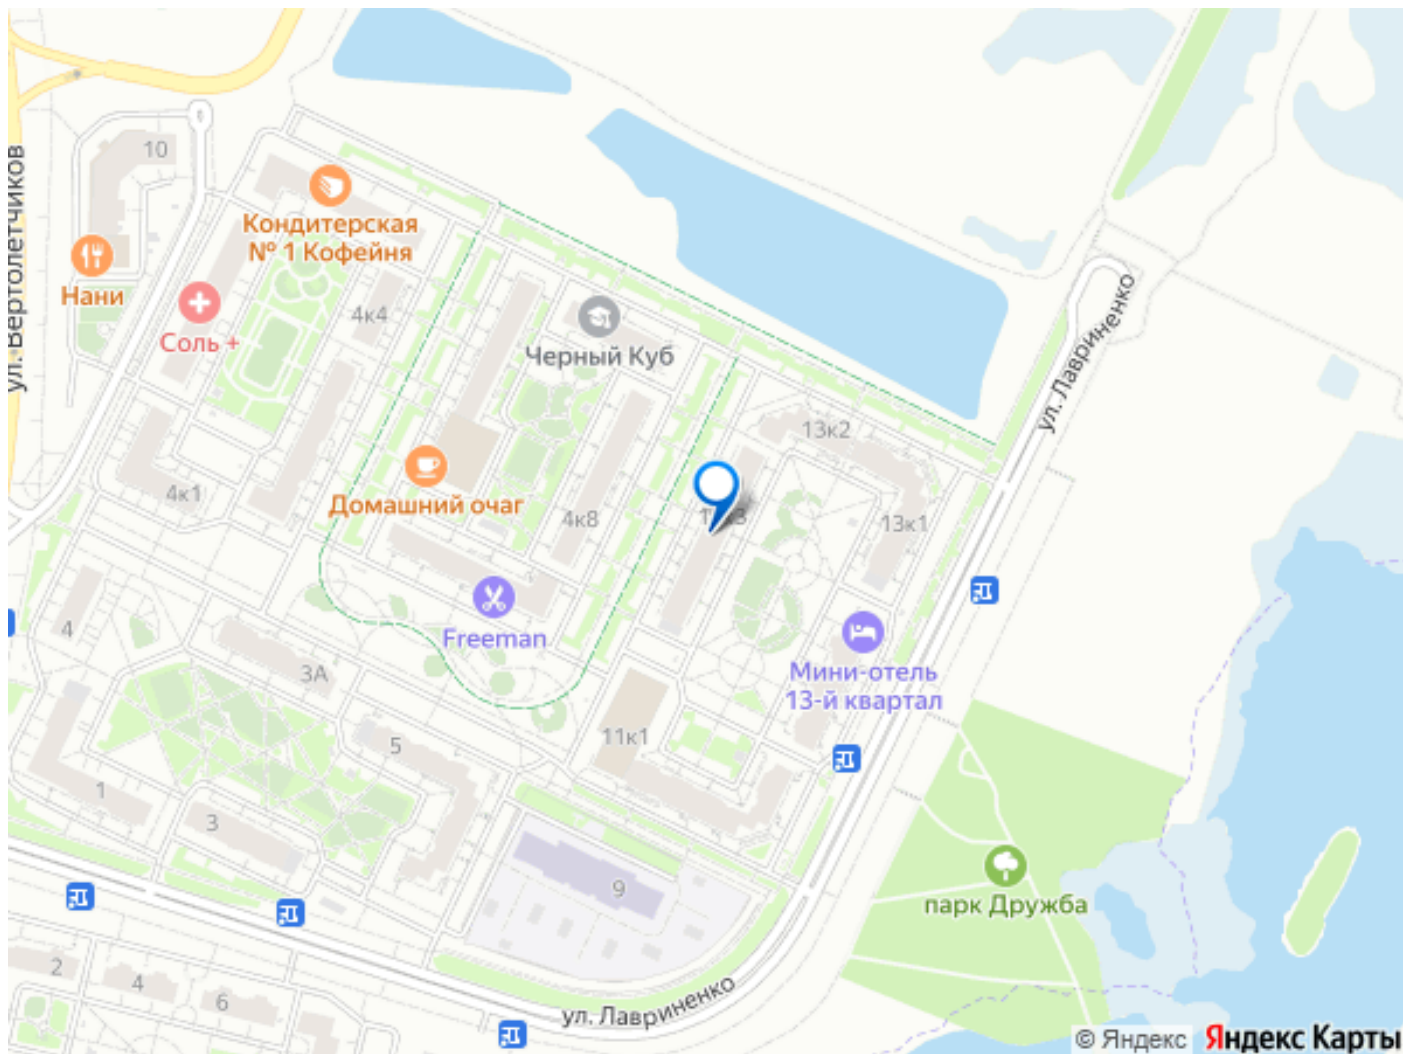 10
ул. Вертолётчиков
Кондитерская
№ 1 Кофейня
Нани
Соль +
4к4
Черный Куб
ул. Лавриненко
13к2
4к1
Домашний очаг
4к8
13к1
Freeman
4
3А
Мини-отель
13-й квартал
5
11к1
1
3
9
парк Дружба
2
4
6
ул. Лавриненко
© Яндекс Яндекс Карты